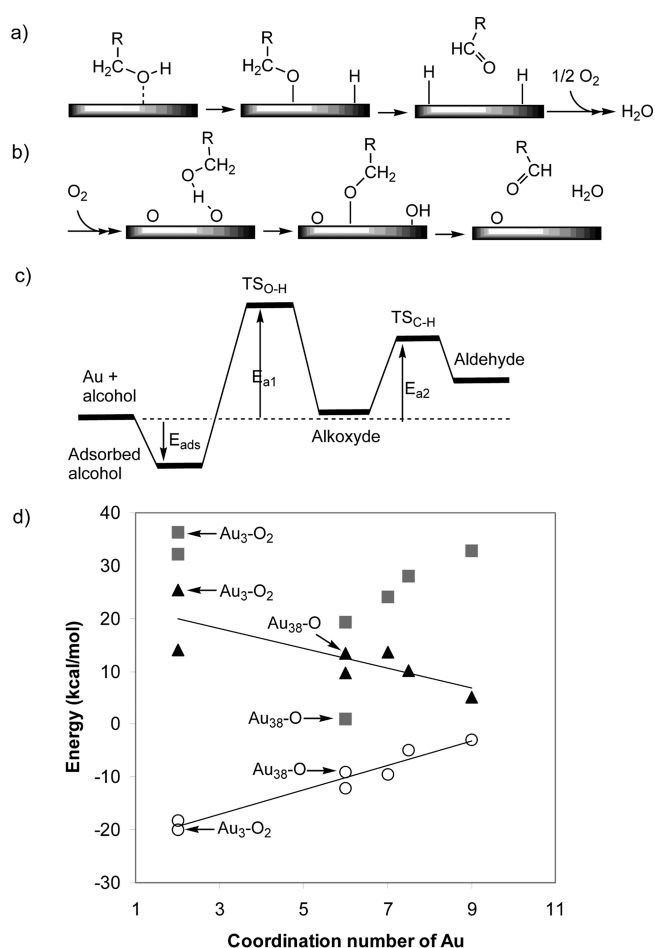 a)
R
H2C
O
H
R
H2C
O
H
R
HC
O
H
H
1/2 O2
H2O
b)
O2
R
CH2
O
H
O
O
R
CH2
O
O
OH
R
CH
O
H2O
O
c)
TSO-H
TSC-H
Aldehyde
Au +
alcohol
Ea1
Ea2
Eads
Alkoxyde
Adsorbed
alcohol
d)
40
30
20
10
0
-10
-20
-30
Energy (kcal/mol)
Au3-O2
Au3-O2
Au38-O
Au38-O
Au38-O
Au3-O2
1
3
5
7
9
11
Coordination number of Au